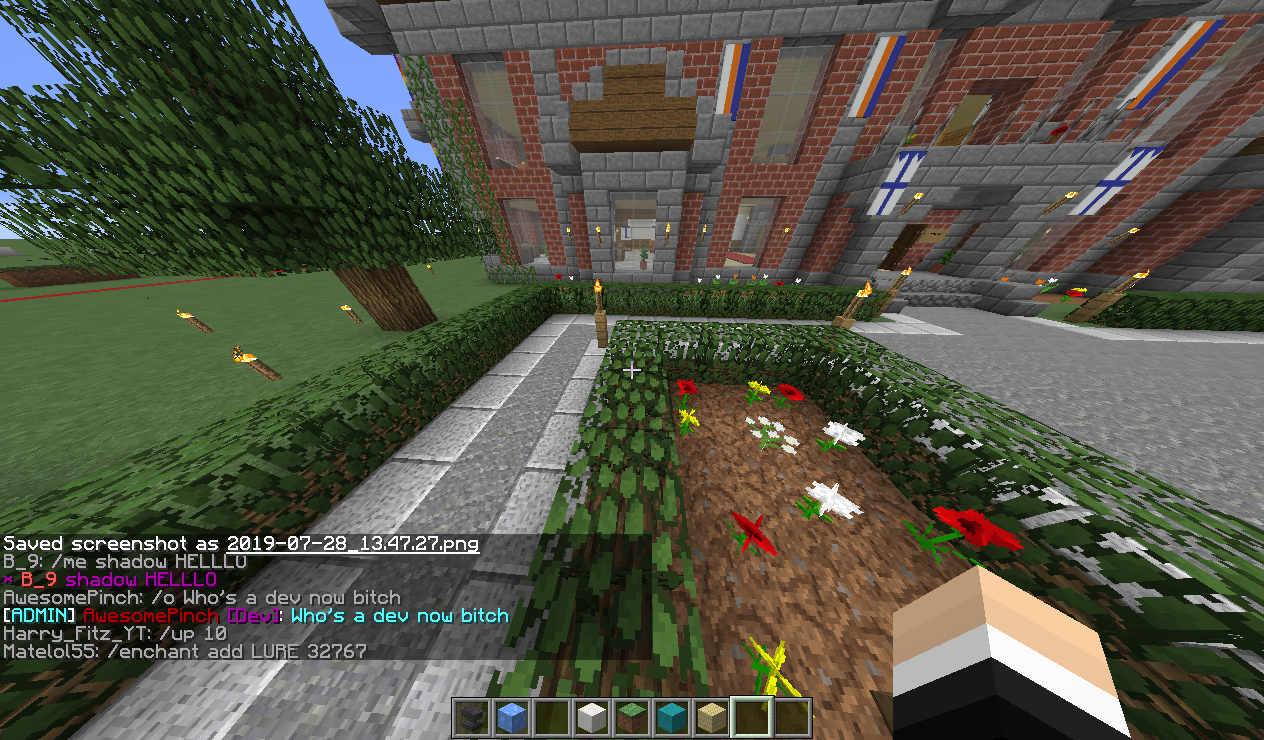 Saved screenshot as 2019-07-28_13.47.27.png
B_9: /me shadow HELLLO
* B_9 shadow HELLLO
AwesomePinch: /o Who's a dev now bitch
[ADMIN] AwesomePinch [Dev]: Who's a dev now bitch
Harry_Fitz_YT: /up 10
Matelol55: /enchant add LURE 32767